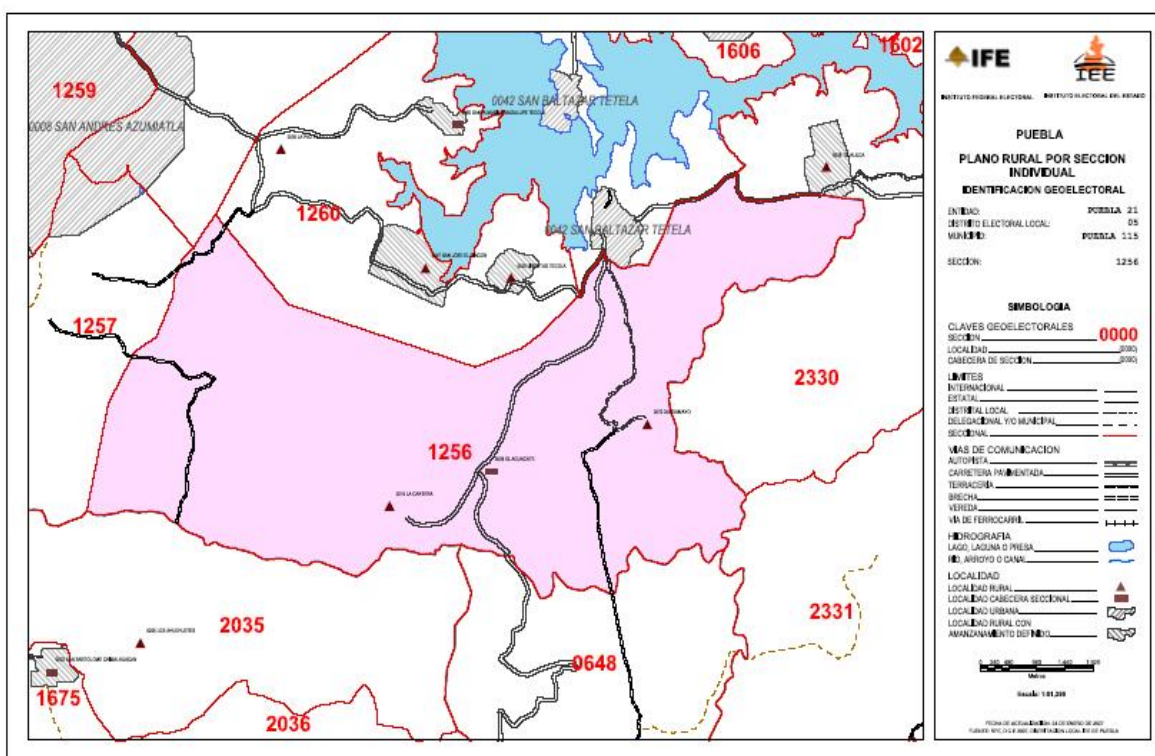 1259
0008 SAN ANDRES AZUMIATLA
1606
1602
0042 SAN BALTAZAR TETELA
1260
0042 SAN BALTAZAR TETELA
1257
2330
1256
2035
2331
0648
1675
2036
IFE
IEE
INSTITUTO FEDERAL ELECTORAL
INSTITUTO ELECTORAL DEL ESTADO
PUEBLA
PLANO RURAL POR SECCION
INDIVIDUAL
IDENTIFICACION GEOELECTORAL
ENTIDAD: PUEBLA 21
DISTRITO ELECTORAL LOCAL: 05
MUNICIPIO: PUEBLA 115
SECCION: 1256
SIMBOLOGIA
CLAVES GEOELECTORALES
SECCION 0000
LOCALIDAD (0000)
CABECERA DE SECCION (0000)
LIMITES
INTERNACIONAL
ESTATAL
DISTRITAL LOCAL
DELEGACIONAL Y/O MUNICIPAL
SECCIONAL
VIAS DE COMUNICACION
AUTOPISTA
CARRETERA PAVIMENTADA
TERRACERÍA
BRECHA
VEREDA
VÍA DE FERROCARRIL
HIDROGRAFÍA
LAGO, LAGUNA O PRESA
RÍO, ARROYO O CANAL
LOCALIDAD
LOCALIDAD RURAL
LOCALIDAD CABECERA SECCIONAL
LOCALIDAD URBANA
LOCALIDAD RURAL CON
AMANZANAMIENTO DEFINIDO
Metros